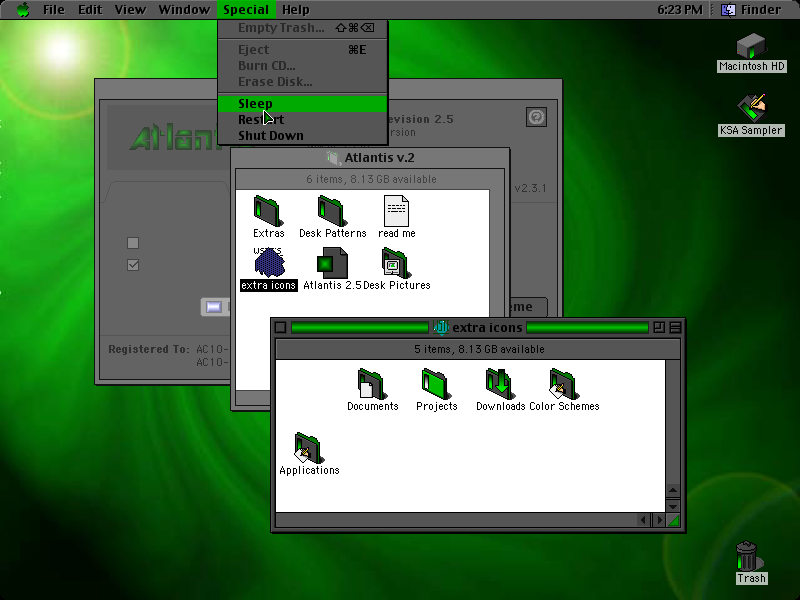 File Edit View Window Special Help 6:23 PM Finder
Empty Trash... ⇧⌘⌫
Eject ⌘E
Burn CD...
Erase Disk...
Sleep
Restart
Shut Down
Macintosh HD
KSA Sampler
evision 2.5
v2.3.1
Registered To: AC10-
AC10-
Atlantis v.2
6 items, 8.13 GB available
Extras
Desk Patterns
read me
extra icons
Atlantis 2.5
Desk Pictures
extra icons
5 items, 8.13 GB available
Documents
Projects
Downloads
Color Schemes
Applications
Trash